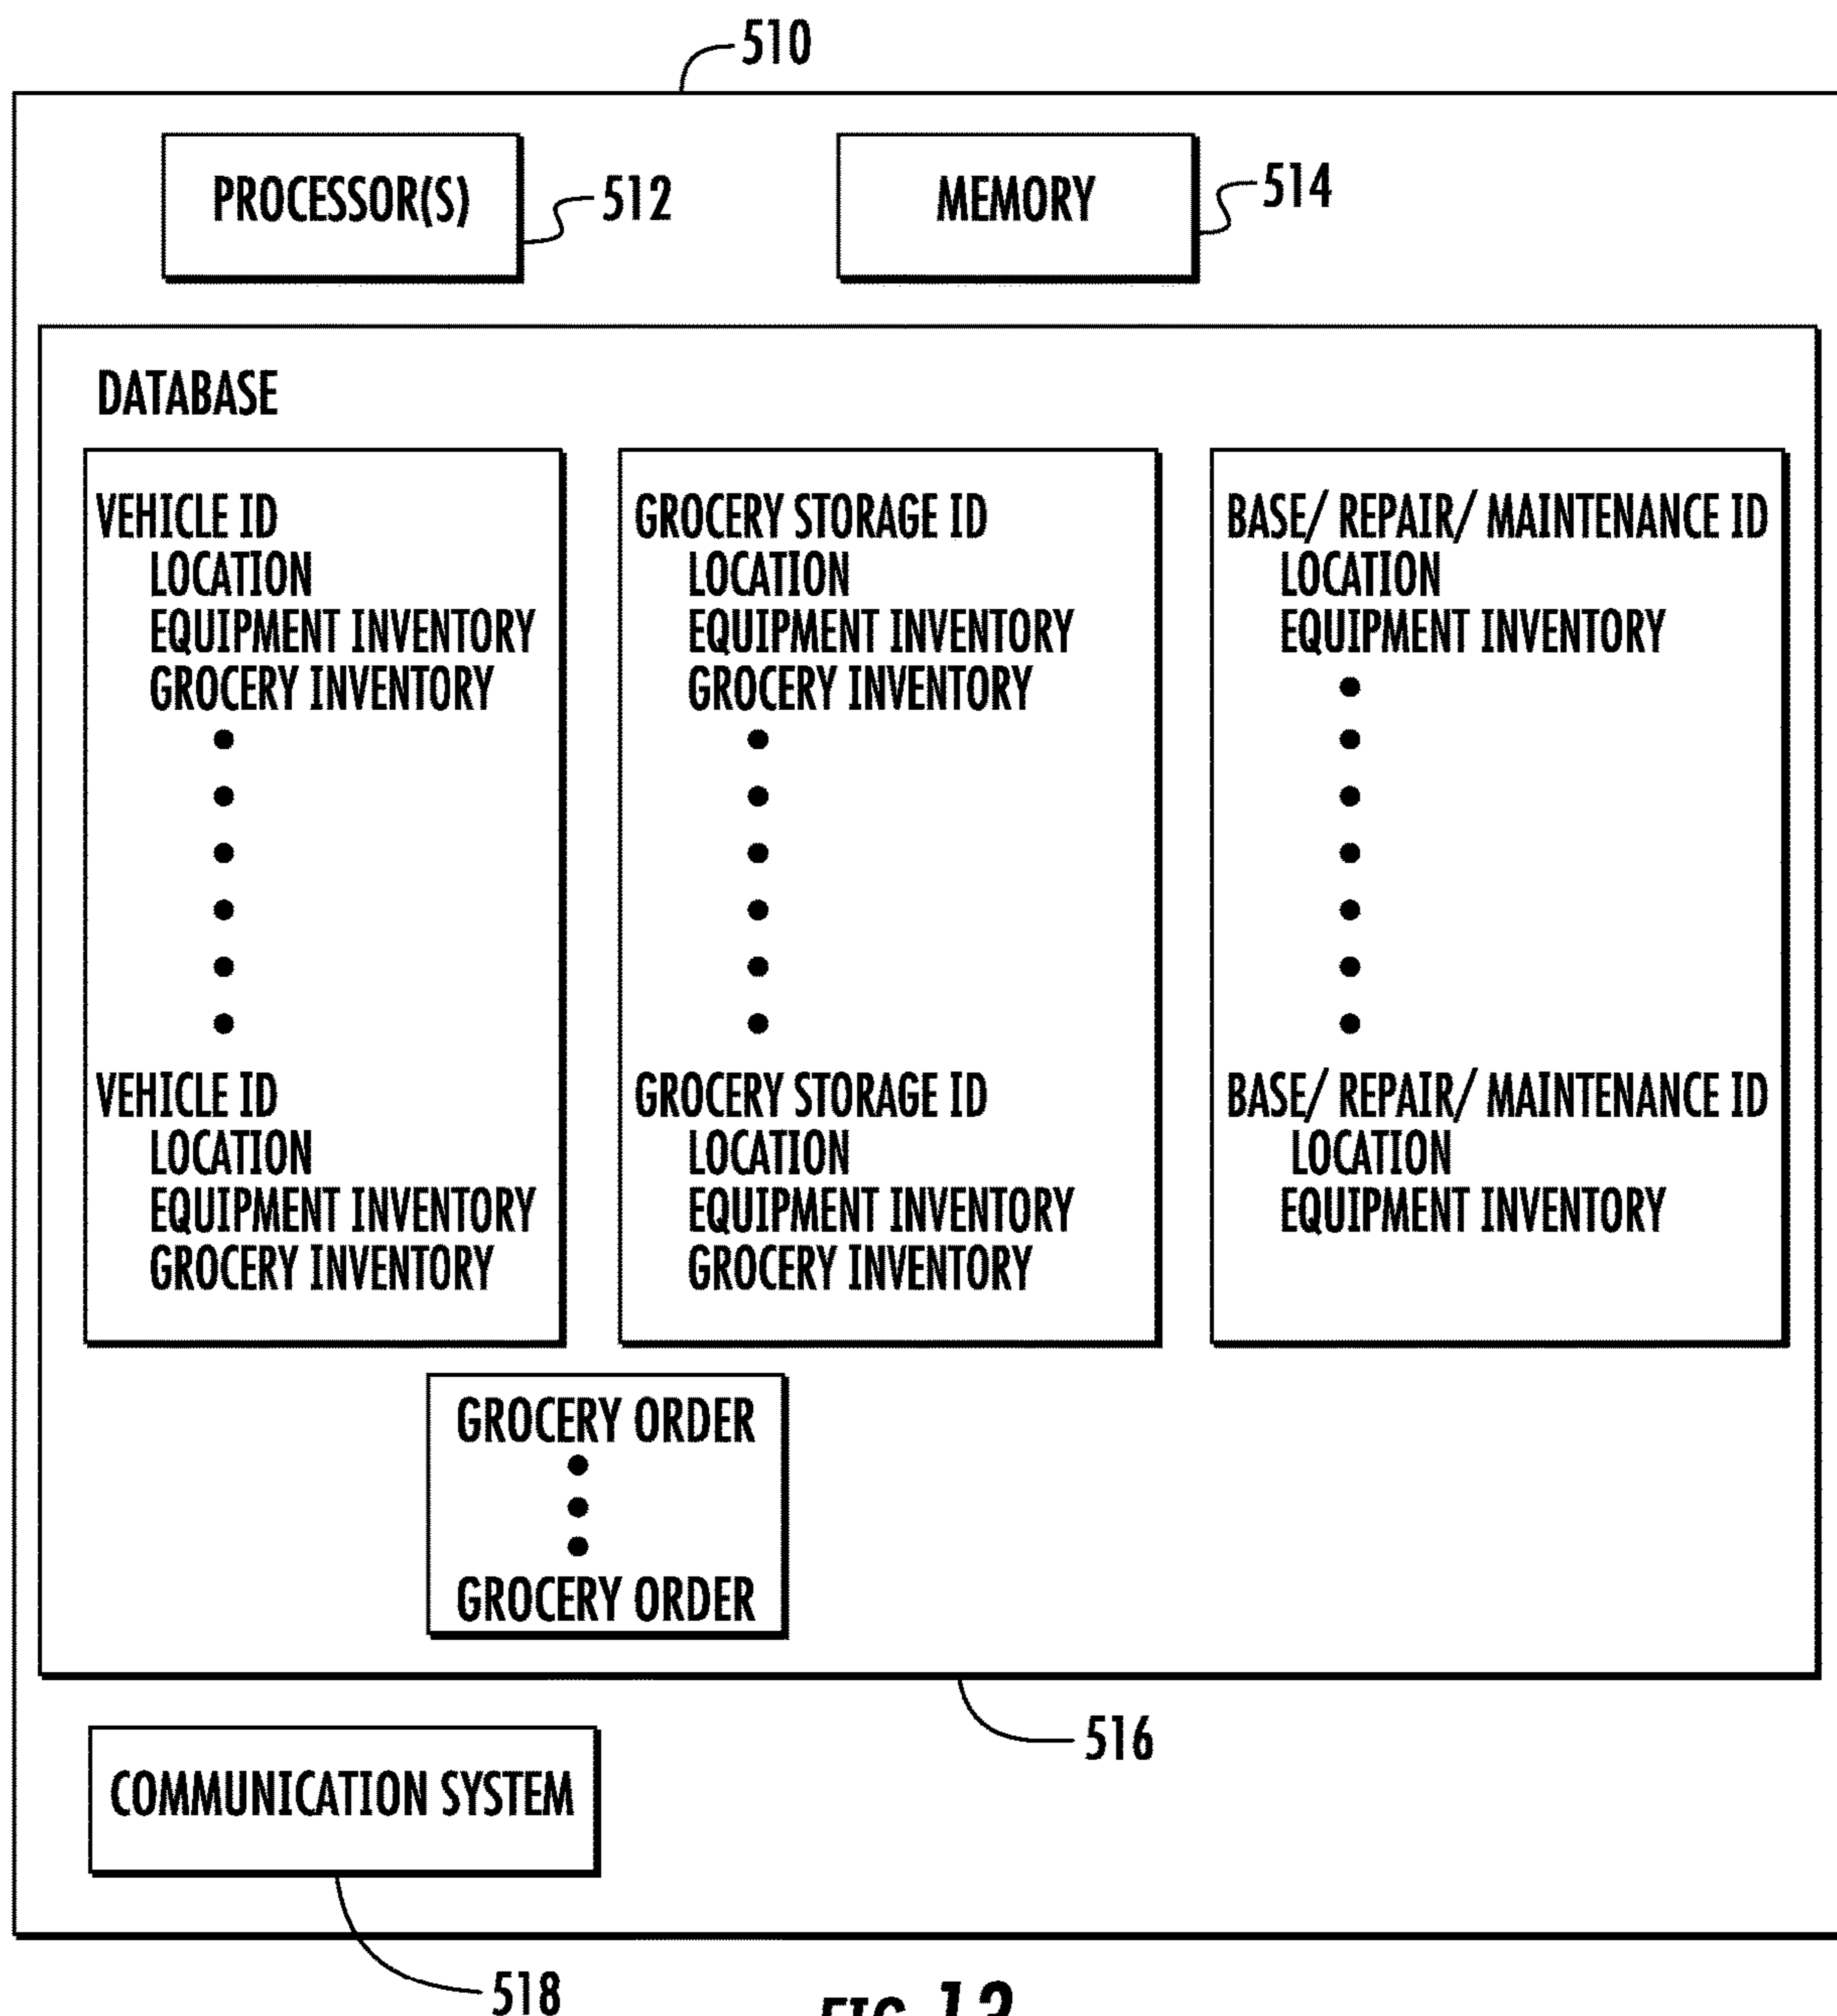 510
PROCESSOR(S)
512
MEMORY
514
DATABASE
VEHICLE ID
LOCATION
EQUIPMENT INVENTORY
GROCERY INVENTORY
VEHICLE ID
LOCATION
EQUIPMENT INVENTORY
GROCERY INVENTORY
GROCERY STORAGE ID
LOCATION
EQUIPMENT INVENTORY
GROCERY INVENTORY
GROCERY STORAGE ID
LOCATION
EQUIPMENT INVENTORY
GROCERY INVENTORY
BASE/ REPAIR/ MAINTENANCE ID
LOCATION
EQUIPMENT INVENTORY
BASE/ REPAIR/ MAINTENANCE ID
LOCATION
EQUIPMENT INVENTORY
GROCERY ORDER
GROCERY ORDER
516
COMMUNICATION SYSTEM
518
FIG.